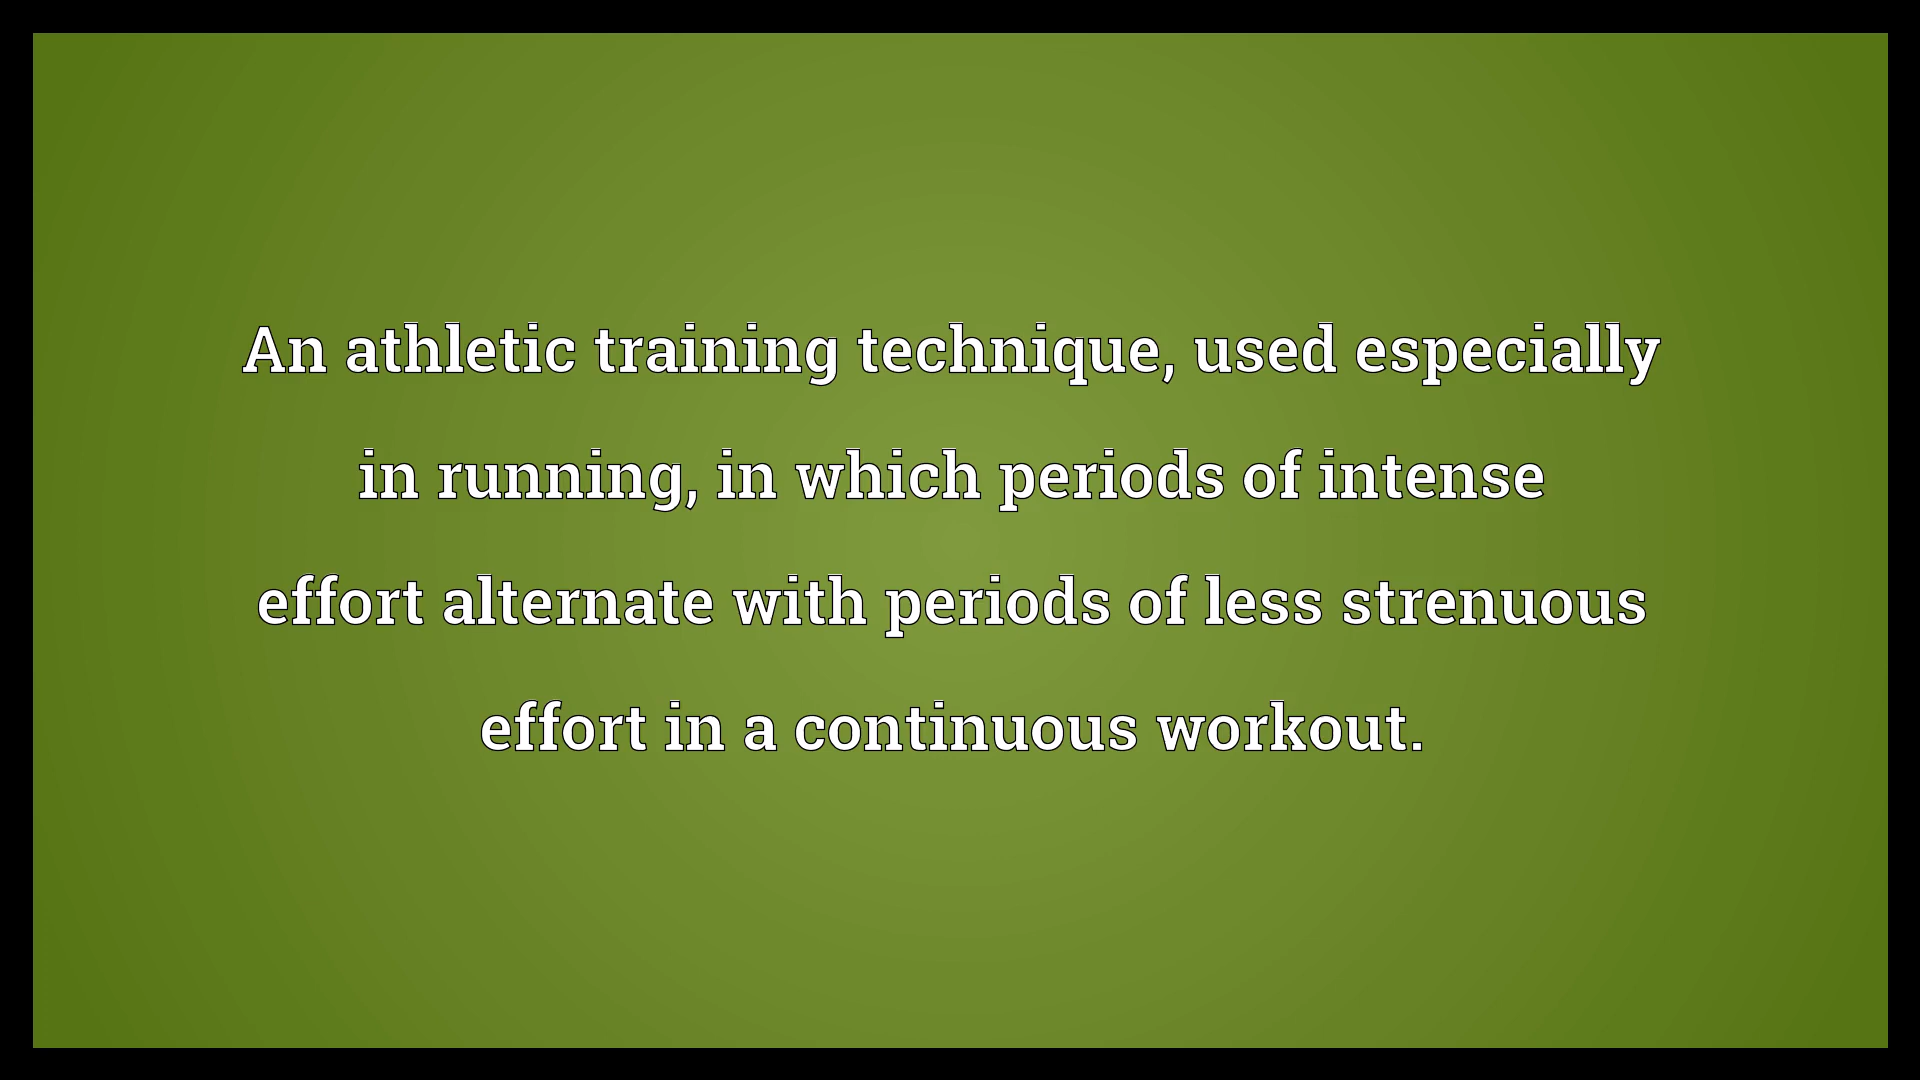 An athletic training technique, used especially
in running, in which periods of intense
effort alternate with periods of less strenuous
effort in a continuous workout.